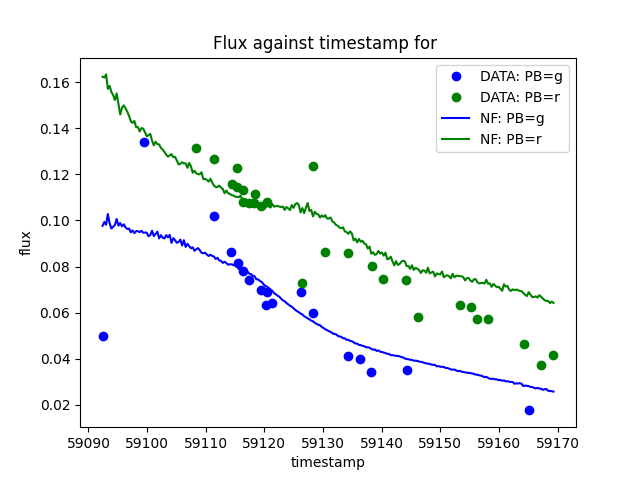 Flux against timestamp for
DATA: PB=g
DATA: PB=r
NF: PB=g
NF: PB=r
flux
0.16
0.14
0.12
0.10
0.08
0.06
0.04
0.02
59090 59100 59110 59120 59130 59140 59150 59160 59170
timestamp